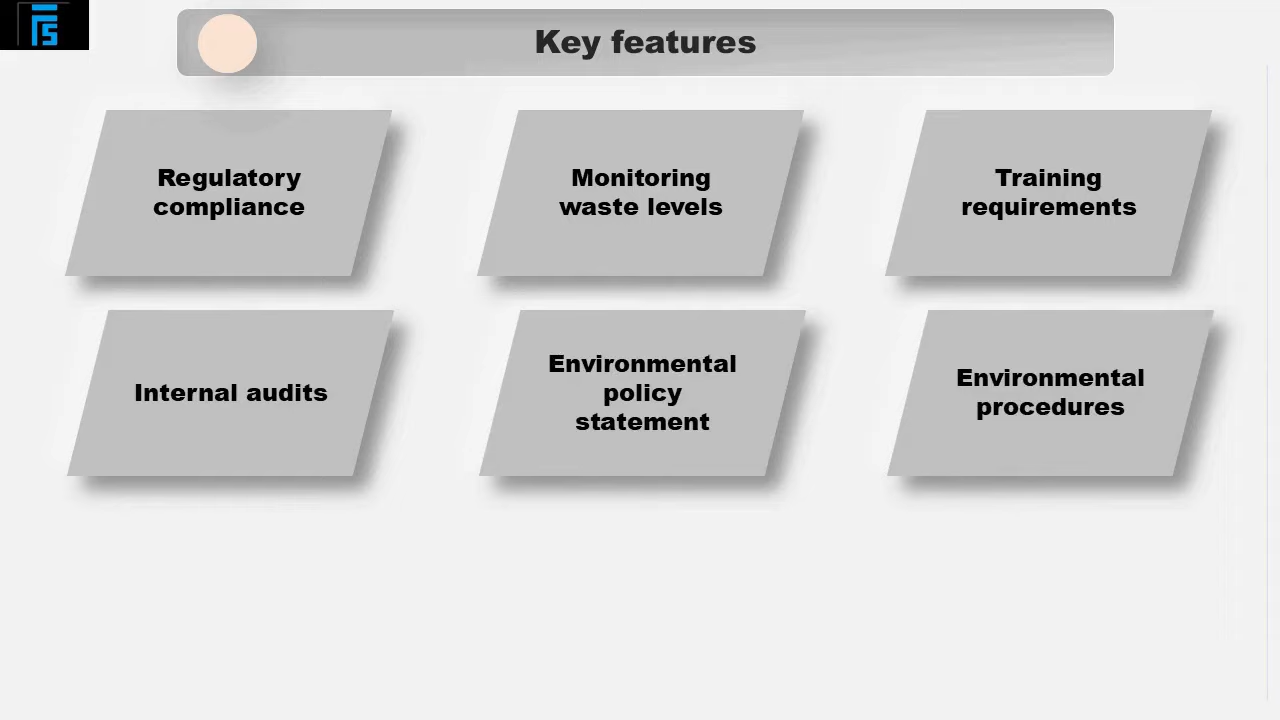 Key features
Regulatory
compliance
Monitoring
waste levels
Training
requirements
Internal audits
Environmental
policy
statement
Environmental
procedures